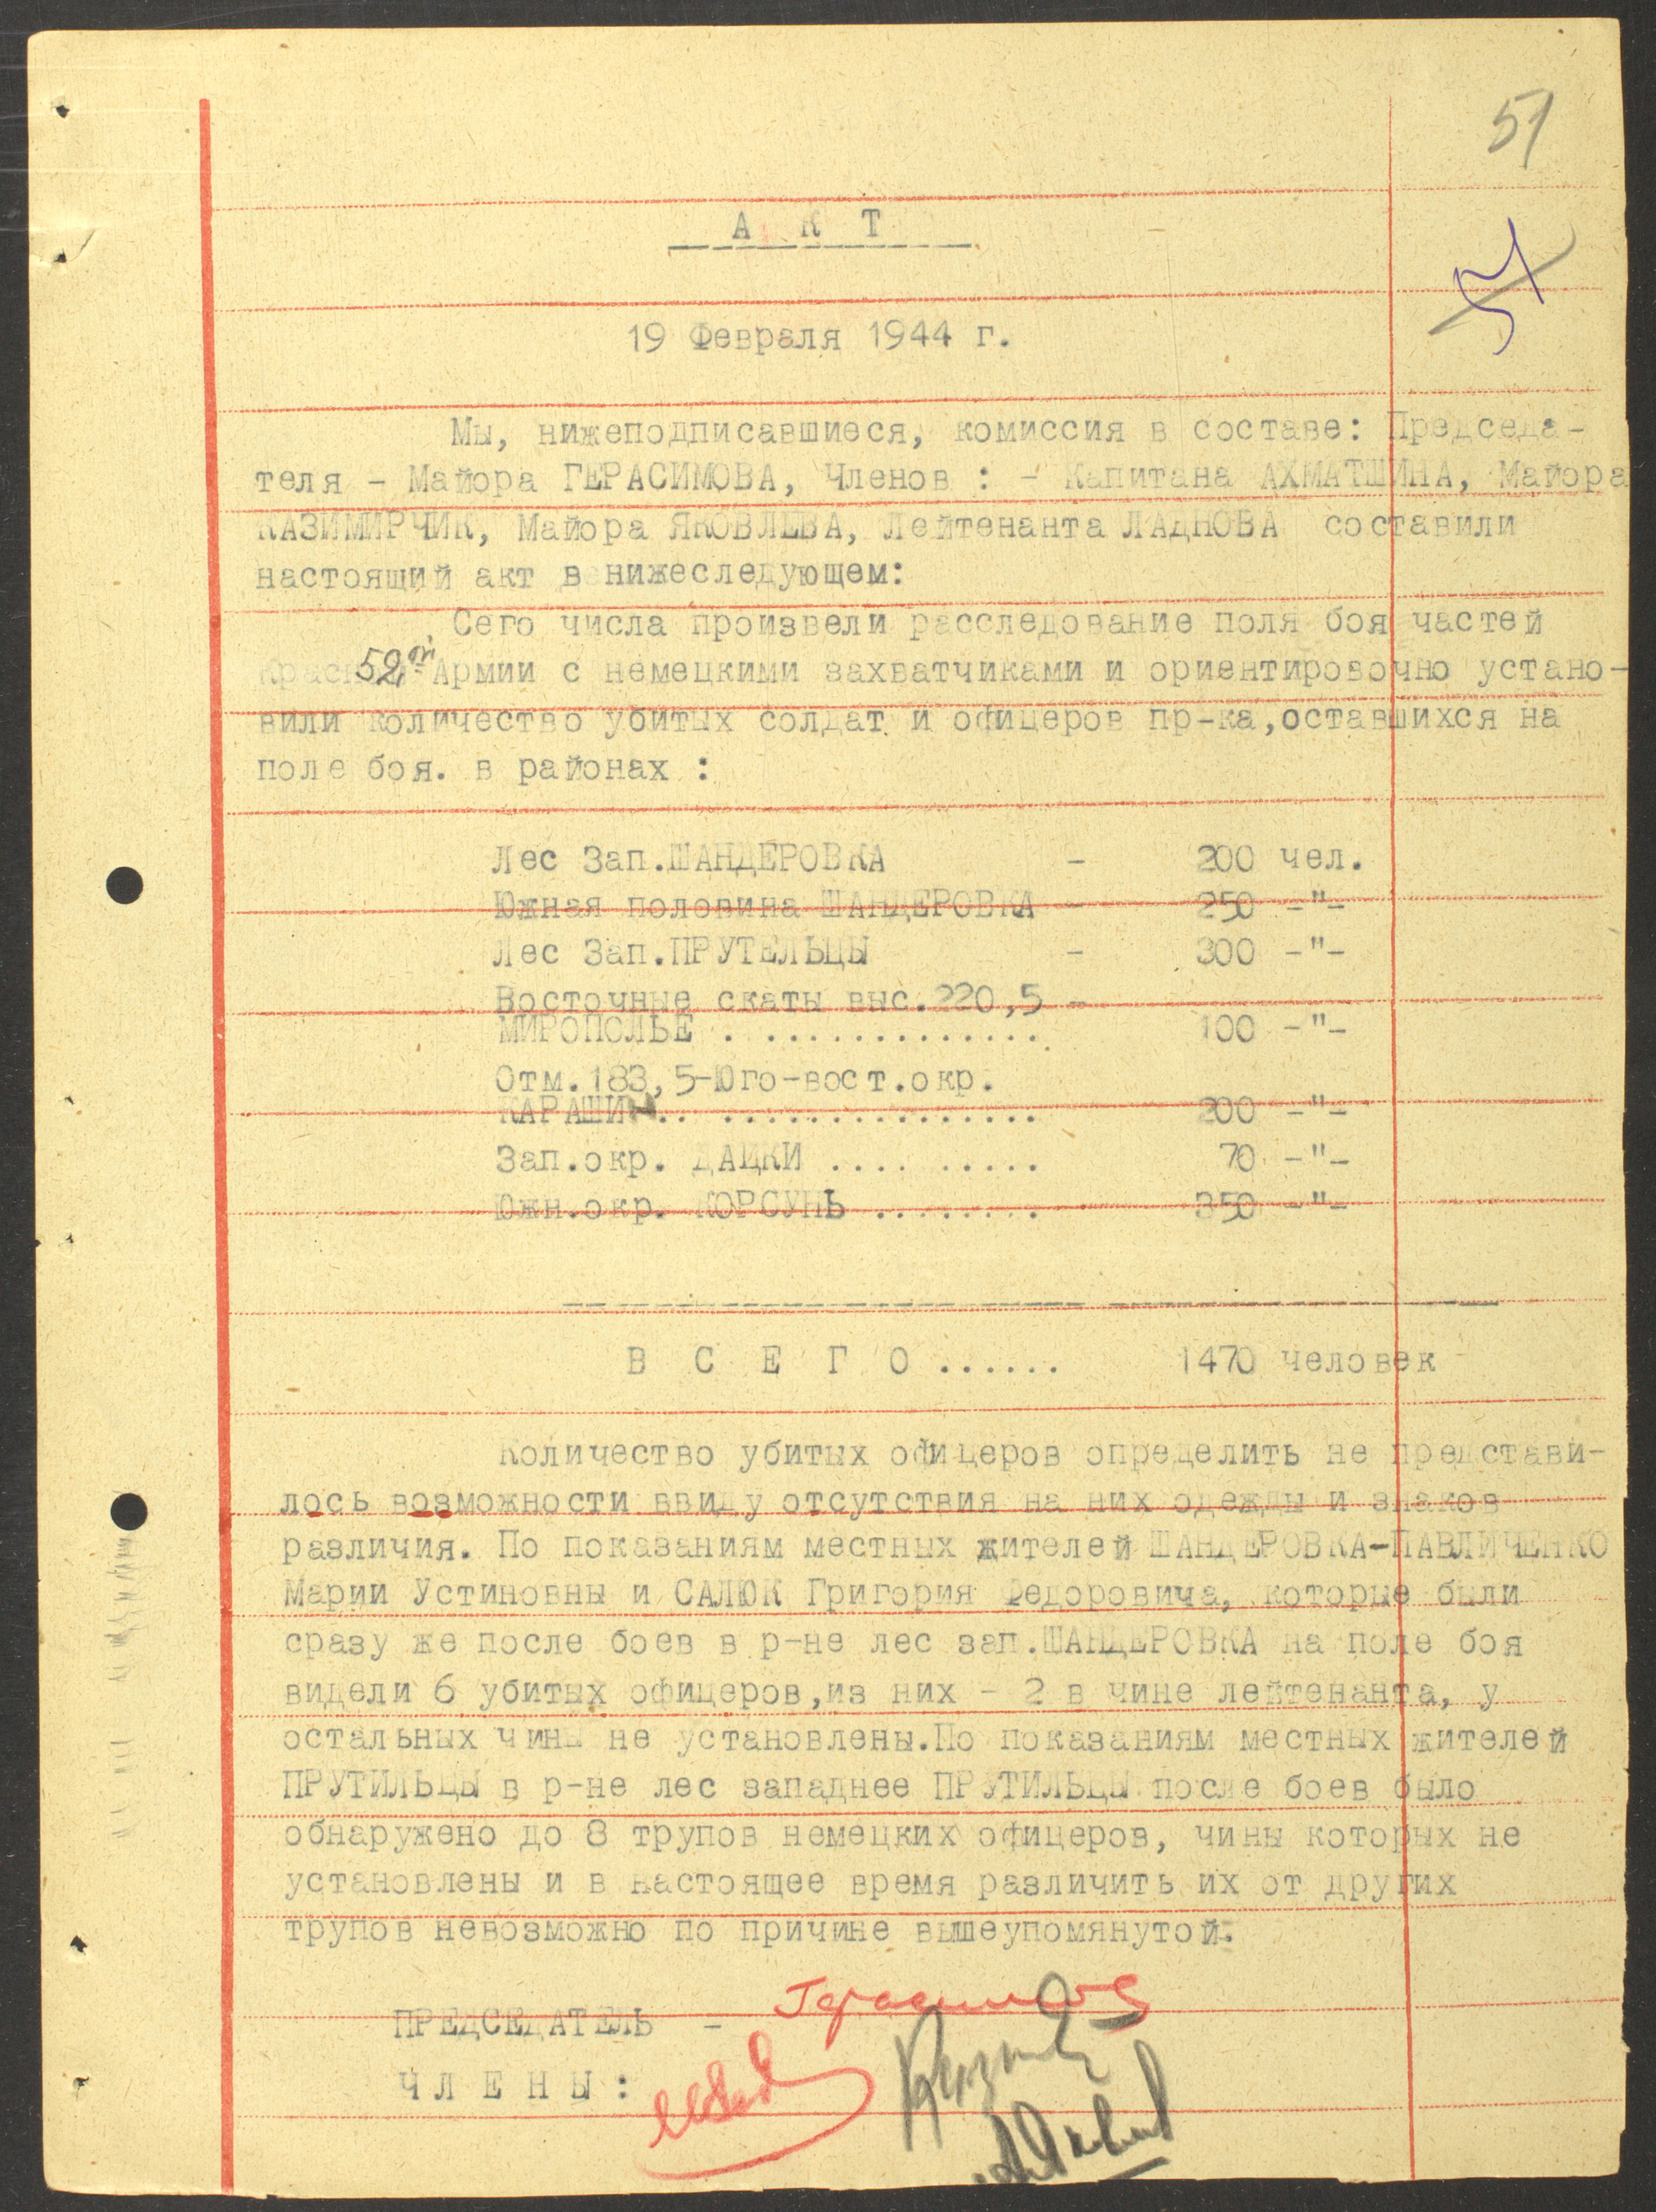 51
51
А К Т
19 Февраля 1944 г.
Мы, нижеподписавшиеся, комиссия в составе: Председа-
теля - Майора ГЕРАСИМОВА, Членов : - Капитана АХМАТШИНА, Майора
КАЗИМИРЧИК, Майора ЯКОВЛЕВА, Лейтенанта ЛАДНОВА составили
настоящий акт в нижеследующем:
Сего числа произвели расследование поля боя частей
52й Армии с немецкими захватчиками и ориентировочно устано-
вили количество убитых солдат и офицеров пр-ка,оставшихся на
поле боя. в районах :
Лес Зап.ШАНДЕРОВКА - 200 чел.
Южная половина ШАНДЕРОВКА - 250 -"-
Лес Зап.ПРУТЕЛЬЦЫ - 300 -"-
Восточные скаты выс.220,5 -
МИРОПОЛЬЕ . .............. 100 -"-
Отм.183,5-Юго-вост.окр.
КАРАШИН.. ............... 200 -"-
Зап.окр. ДАЦКИ .... ..... 70 -"-
Южн.окр. КОРСУНЬ ........ 350 -"-
В С Е Г О ...... 1470 человек
Количество убитых офицеров определить не представи-
лось возможности ввиду отсутствия на них одежды и знаков
различия. По показаниям местных жителей ШАНДЕРОВКА-ПАВЛИЧЕНКО
Марии Устиновны и САЛЮК Григория Федоровича, которые были
сразу же после боев в р-не лес зап.ШАНДЕРОВКА на поле боя
видели 6 убитых офицеров,из них - 2 в чине лейтенанта, у
остальных чины не установлены.По показаниям местных жителей
ПРУТИЛЬЦЫ в р-не лес западнее ПРУТИЛЬЦЫ после боев было
обнаружено до 8 трупов немецких офицеров, чины которых не
установлены и в настоящее время различить их от других
трупов невозможно по причине вышеупомянутой.
ПРЕДСЕДАТЕЛЬ - Герасимов
ЧЛЕНЫ: